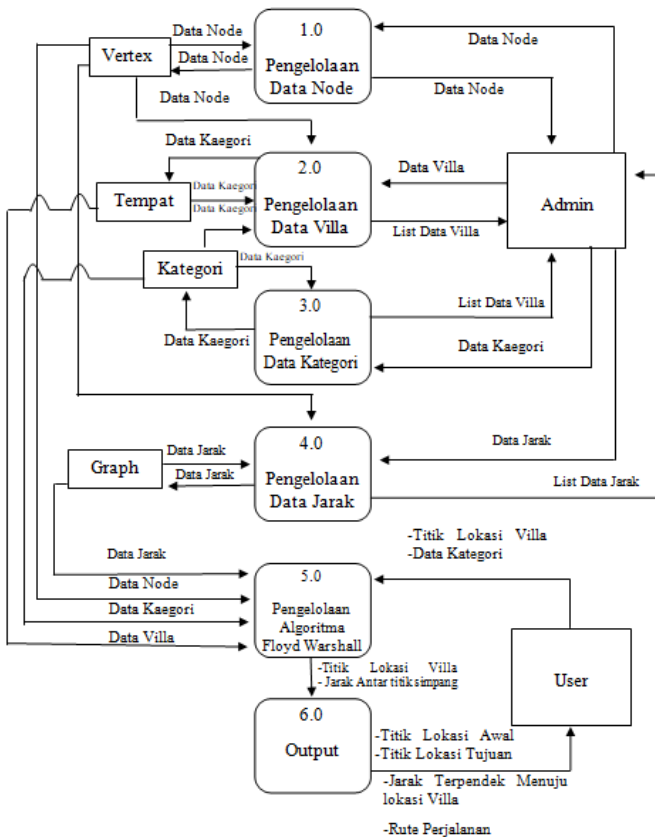 Data Node
1.0
Pengelolaan
Data Node
Data Node
Vertex
Data Node
Data Node
Data Node
Data Kaegori
2.0
Pengelolaan
Data Villa
Data Villa
Admin
Tempat
Data Kaegori
Data Kaegori
List Data Villa
Kategori
Data Kaegori
3.0
Pengelolaan
Data Kategori
List Data Villa
Data Kaegori
Data Kaegori
4.0
Pengelolaan
Data Jarak
Data Jarak
Graph
Data Jarak
Data Jarak
List Data Jarak
-Titik Lokasi Villa
-Data Kategori
Data Jarak
Data Node
Data Kaegori
Data Villa
5.0
Pengelolaan
Algoritma
Floyd Warshall
-Titik Lokasi Villa
- Jarak Antar titik simpang
User
6.0
Output
-Titik Lokasi Awal
-Titik Lokasi Tujuan
-Jarak Terpendek Menuju
lokasi Villa
-Rute Perjalanan